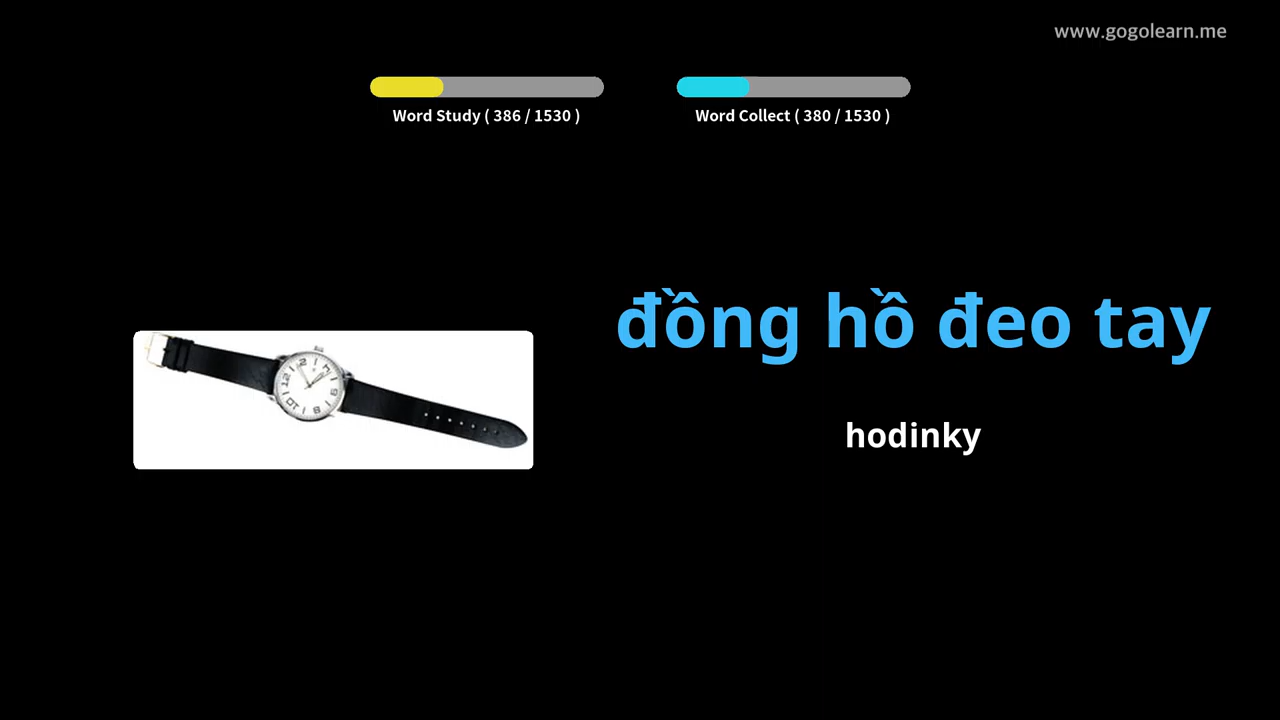 www.gogolearn.me
Word Study ( 386 / 1530 )
Word Collect ( 380 / 1530 )
đồng hồ đeo tay
hodinky